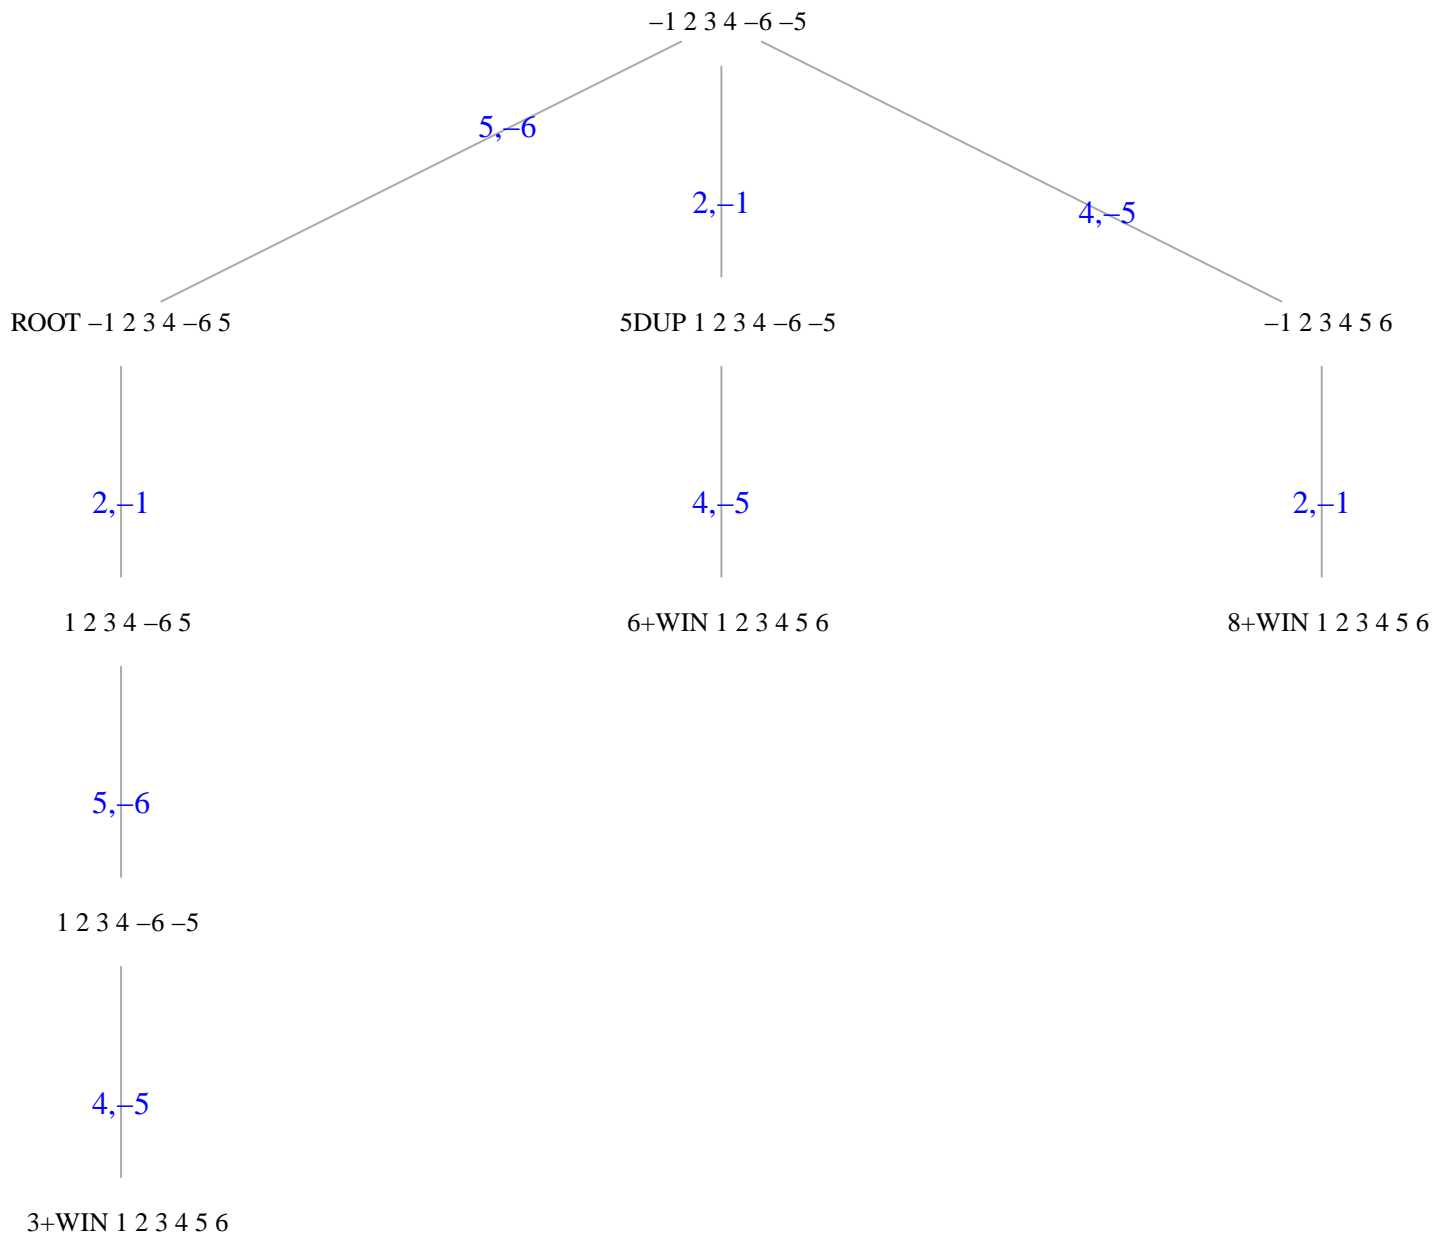 –1 2 3 4 –6 –5
5,–6
2,–1
4,–5
ROOT –1 2 3 4 –6 5
5DUP 1 2 3 4 –6 –5
–1 2 3 4 5 6
2,–1
4,–5
2,–1
1 2 3 4 –6 5
6+WIN 1 2 3 4 5 6
8+WIN 1 2 3 4 5 6
5,–6
1 2 3 4 –6 –5
4,–5
3+WIN 1 2 3 4 5 6